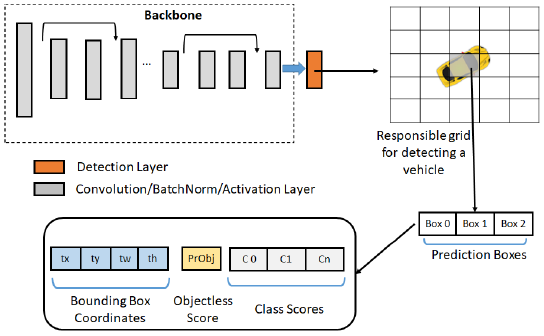 Backbone
...
Responsible grid
for detecting a
vehicle
Detection Layer
Convolution/BatchNorm/Activation Layer
Box 0 Box 1 Box 2
Prediction Boxes
tx ty tw th PrObj C 0 C1 Cn
Bounding Box
Coordinates
Objectless
Score
Class Scores